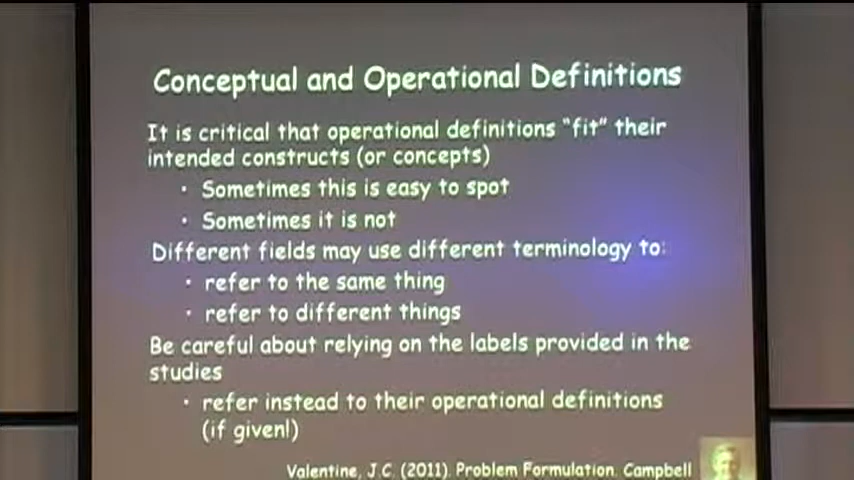 Conceptual and Operational Definitions
It is critical that operational definitions "fit" their
intended constructs (or concepts)
• Sometimes this is easy to spot
• Sometimes it is not
Different fields may use different terminology to:
• refer to the same thing
• refer to different things
Be careful about relying on the labels provided in the
studies
• refer instead to their operational definitions
(if given!)
Valentine, J.C. (2011). Problem Formulation. Campbell